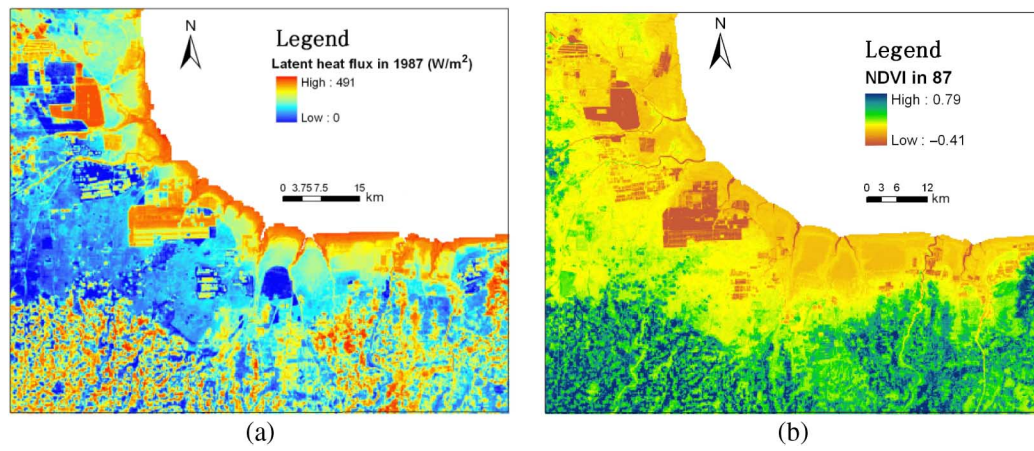 N
Legend
Latent heat flux in 1987 (W/m²)
High : 491
Low : 0
0 3.75 7.5 15
km
(a)
N
Legend
NDVI in 87
High : 0.79
Low : –0.41
0 3 6 12
km
(b)